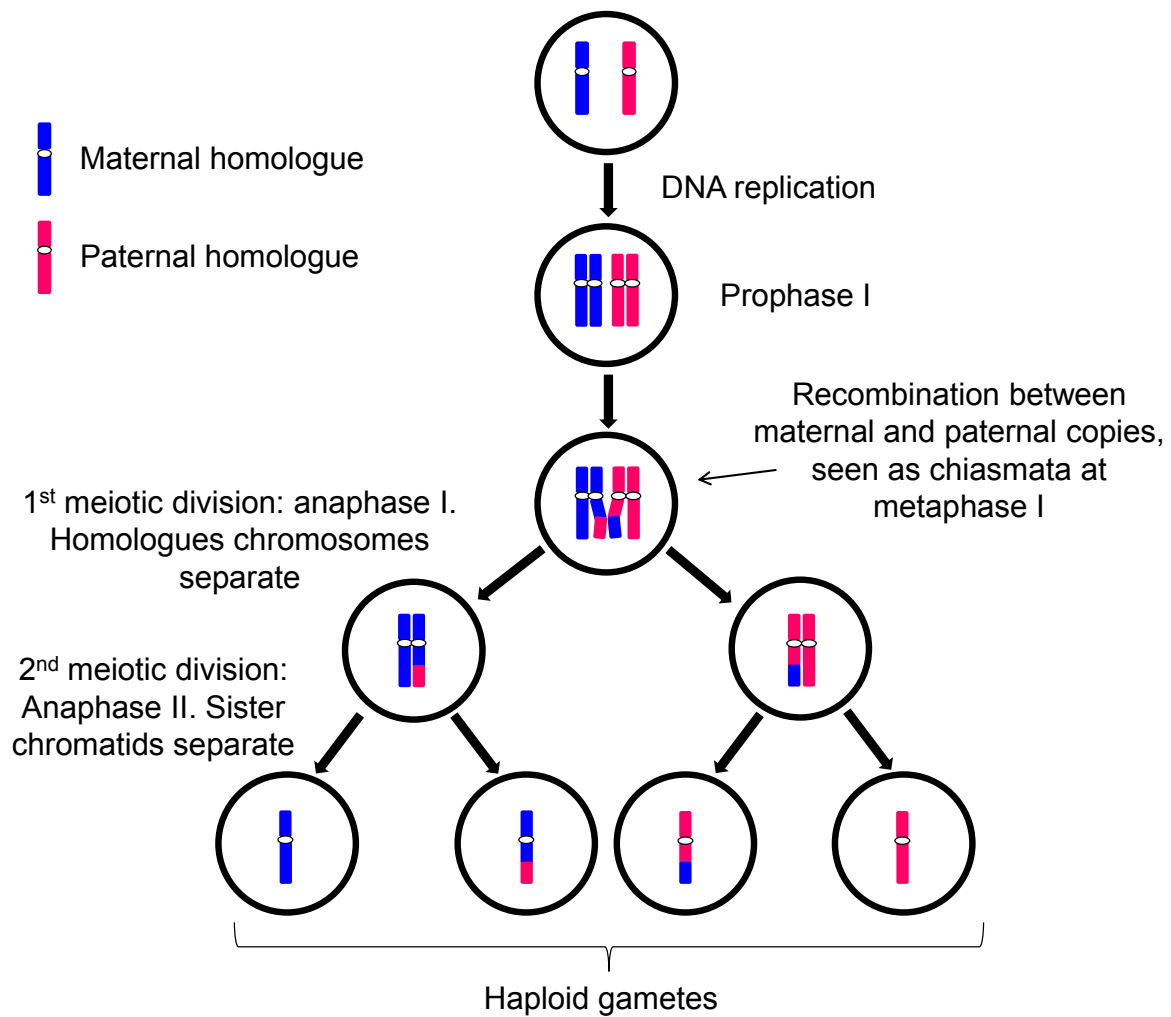 Maternal homologue
Paternal homologue
DNA replication
Prophase I
Recombination between
maternal and paternal copies,
seen as chiasmata at
metaphase I
1st meiotic division: anaphase I.
Homologues chromosomes
separate
2nd meiotic division:
Anaphase II. Sister
chromatids separate
Haploid gametes